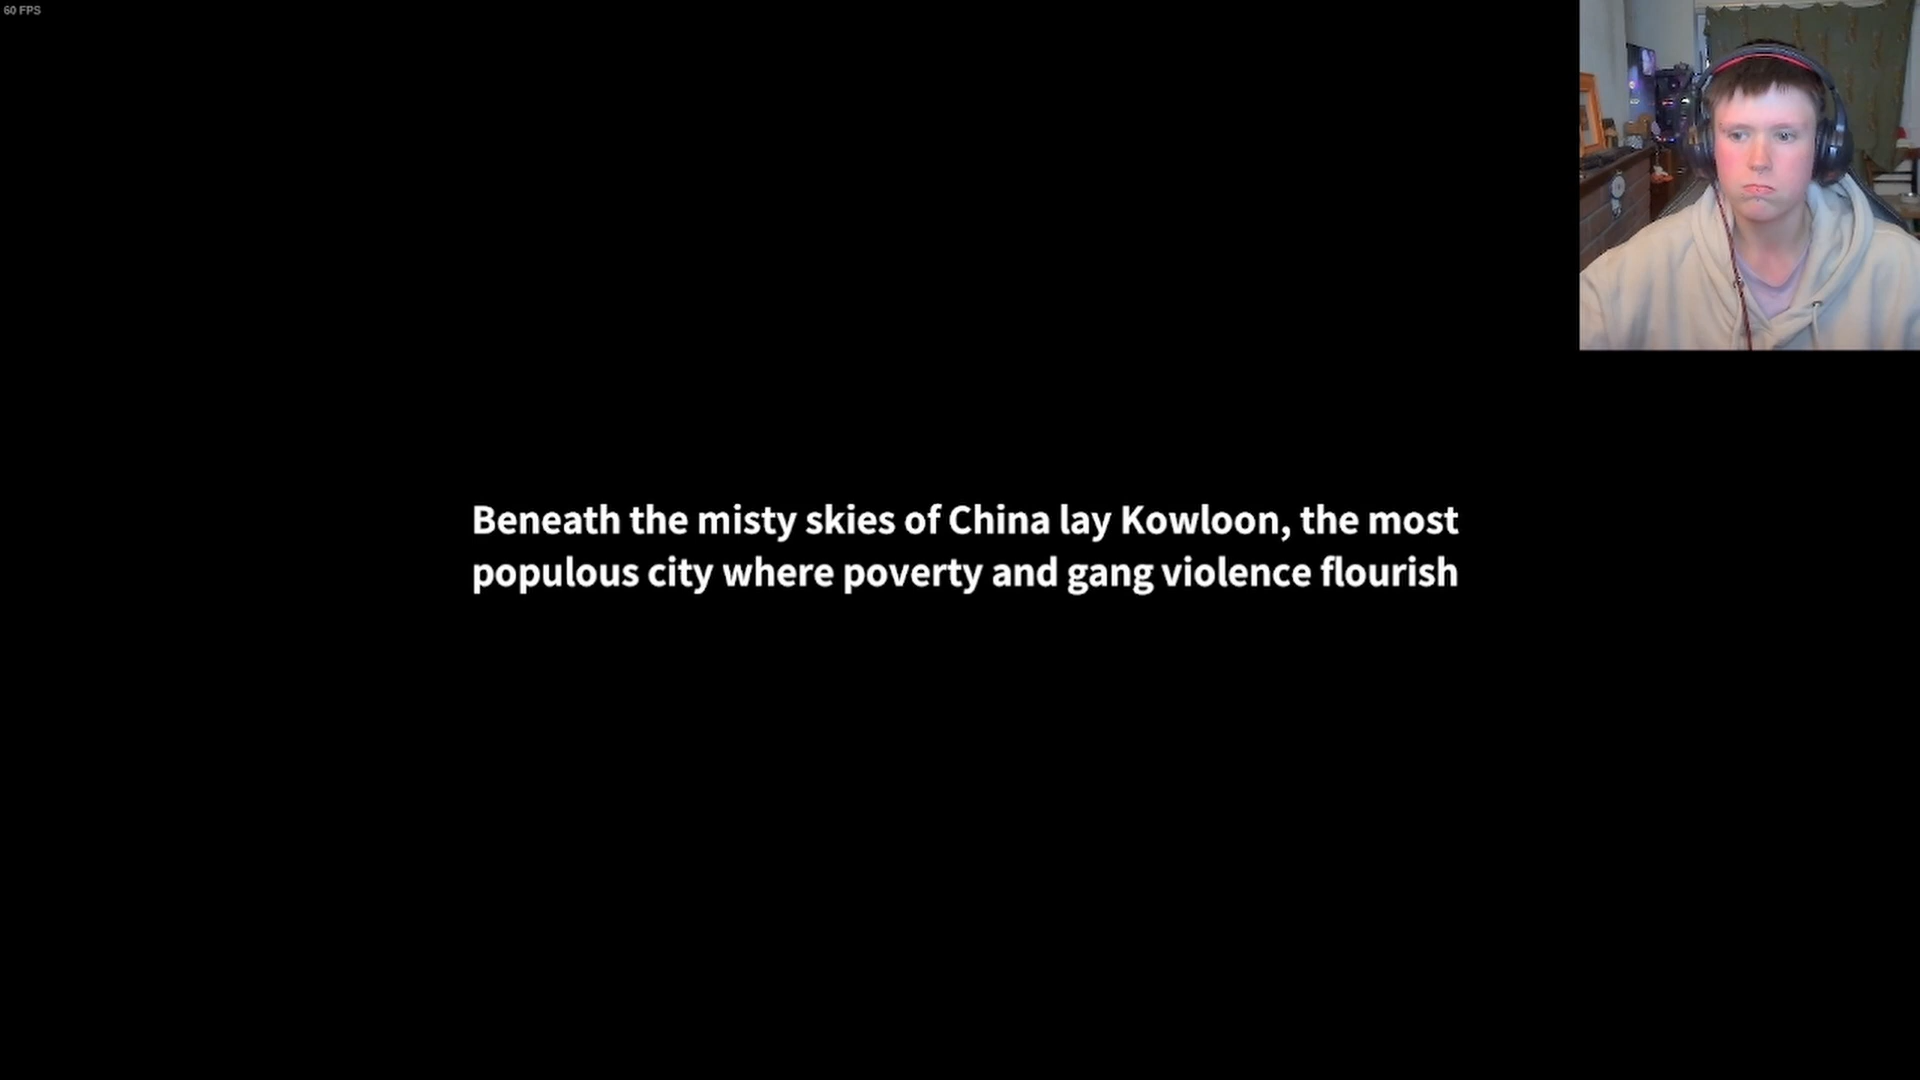 60 FPS
Beneath the misty skies of China lay Kowloon, the most
populous city where poverty and gang violence flourish